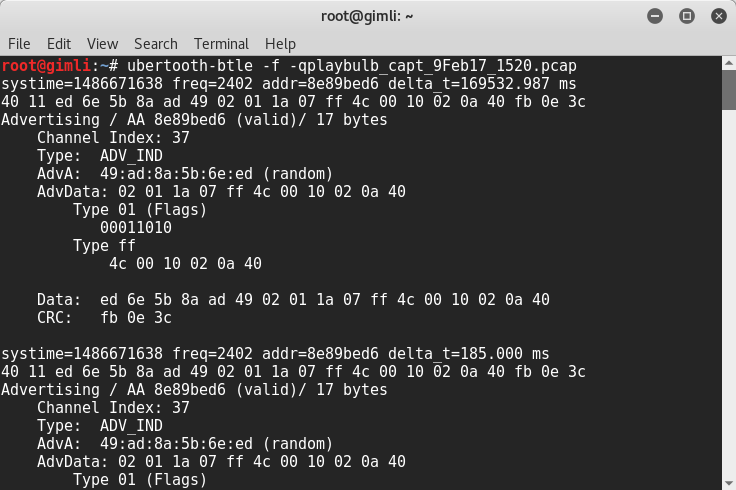 root@gimli: ~
File Edit View Search Terminal Help
root@gimli:~# ubertooth-btle -f -qplaybulb_capt_9Feb17_1520.pcap
systime=1486671638 freq=2402 addr=8e89bed6 delta_t=169532.987 ms
40 11 ed 6e 5b 8a ad 49 02 01 1a 07 ff 4c 00 10 02 0a 40 fb 0e 3c
Advertising / AA 8e89bed6 (valid)/ 17 bytes
    Channel Index: 37
    Type:  ADV_IND
    AdvA:  49:ad:8a:5b:6e:ed (random)
    AdvData: 02 01 1a 07 ff 4c 00 10 02 0a 40
        Type 01 (Flags)
           00011010
        Type ff
            4c 00 10 02 0a 40

    Data:  ed 6e 5b 8a ad 49 02 01 1a 07 ff 4c 00 10 02 0a 40
    CRC:   fb 0e 3c

systime=1486671638 freq=2402 addr=8e89bed6 delta_t=185.000 ms
40 11 ed 6e 5b 8a ad 49 02 01 1a 07 ff 4c 00 10 02 0a 40 fb 0e 3c
Advertising / AA 8e89bed6 (valid)/ 17 bytes
    Channel Index: 37
    Type:  ADV_IND
    AdvA:  49:ad:8a:5b:6e:ed (random)
    AdvData: 02 01 1a 07 ff 4c 00 10 02 0a 40
        Type 01 (Flags)